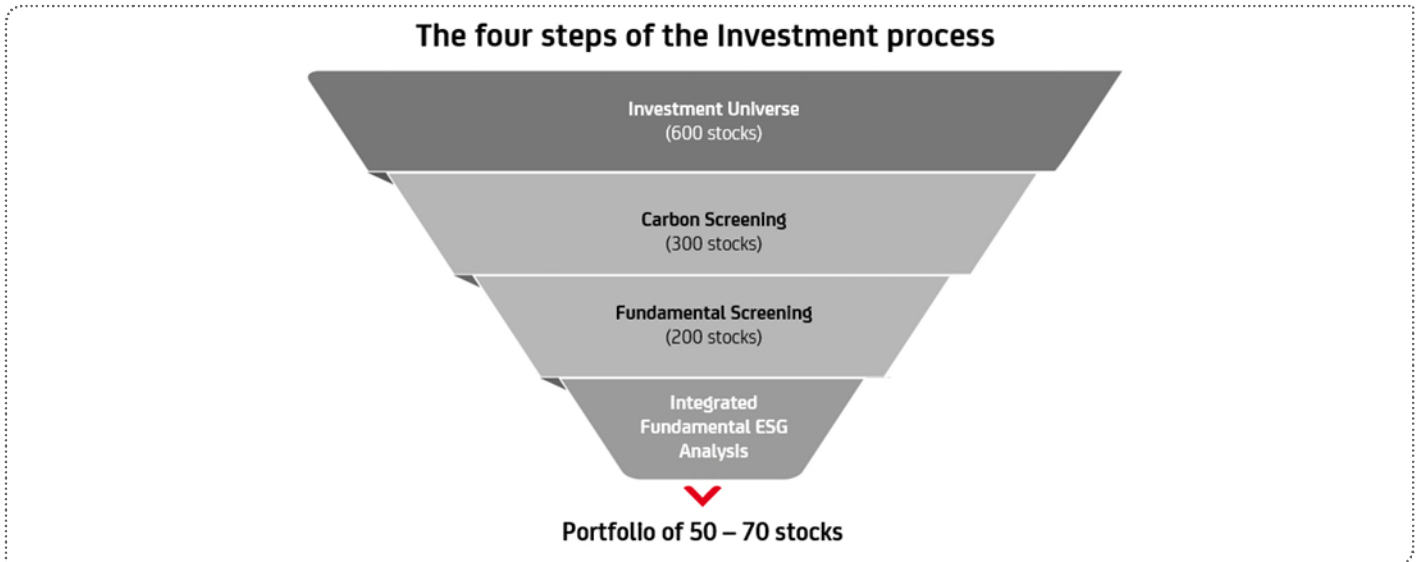 The four steps of the Investment process
Investment Universe
(600 stocks)
Carbon Screening
(300 stocks)
Fundamental Screening
(200 stocks)
Integrated
Fundamental ESG
Analysis
Portfolio of 50 – 70 stocks